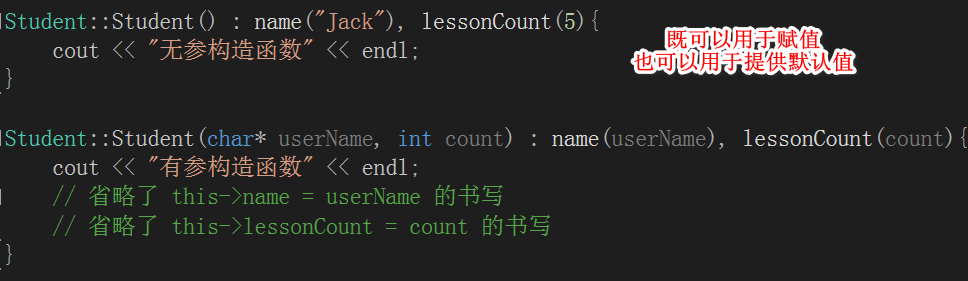 Student::Student() : name("Jack"), lessonCount(5){
既可以用于赋值
也可以用于提供默认值
cout << "无参构造函数" << endl;
}
Student::Student(char* userName, int count) : name(userName), lessonCount(count){
cout << "有参构造函数" << endl;
// 省略了 this->name = userName 的书写
// 省略了 this->lessonCount = count 的书写
}